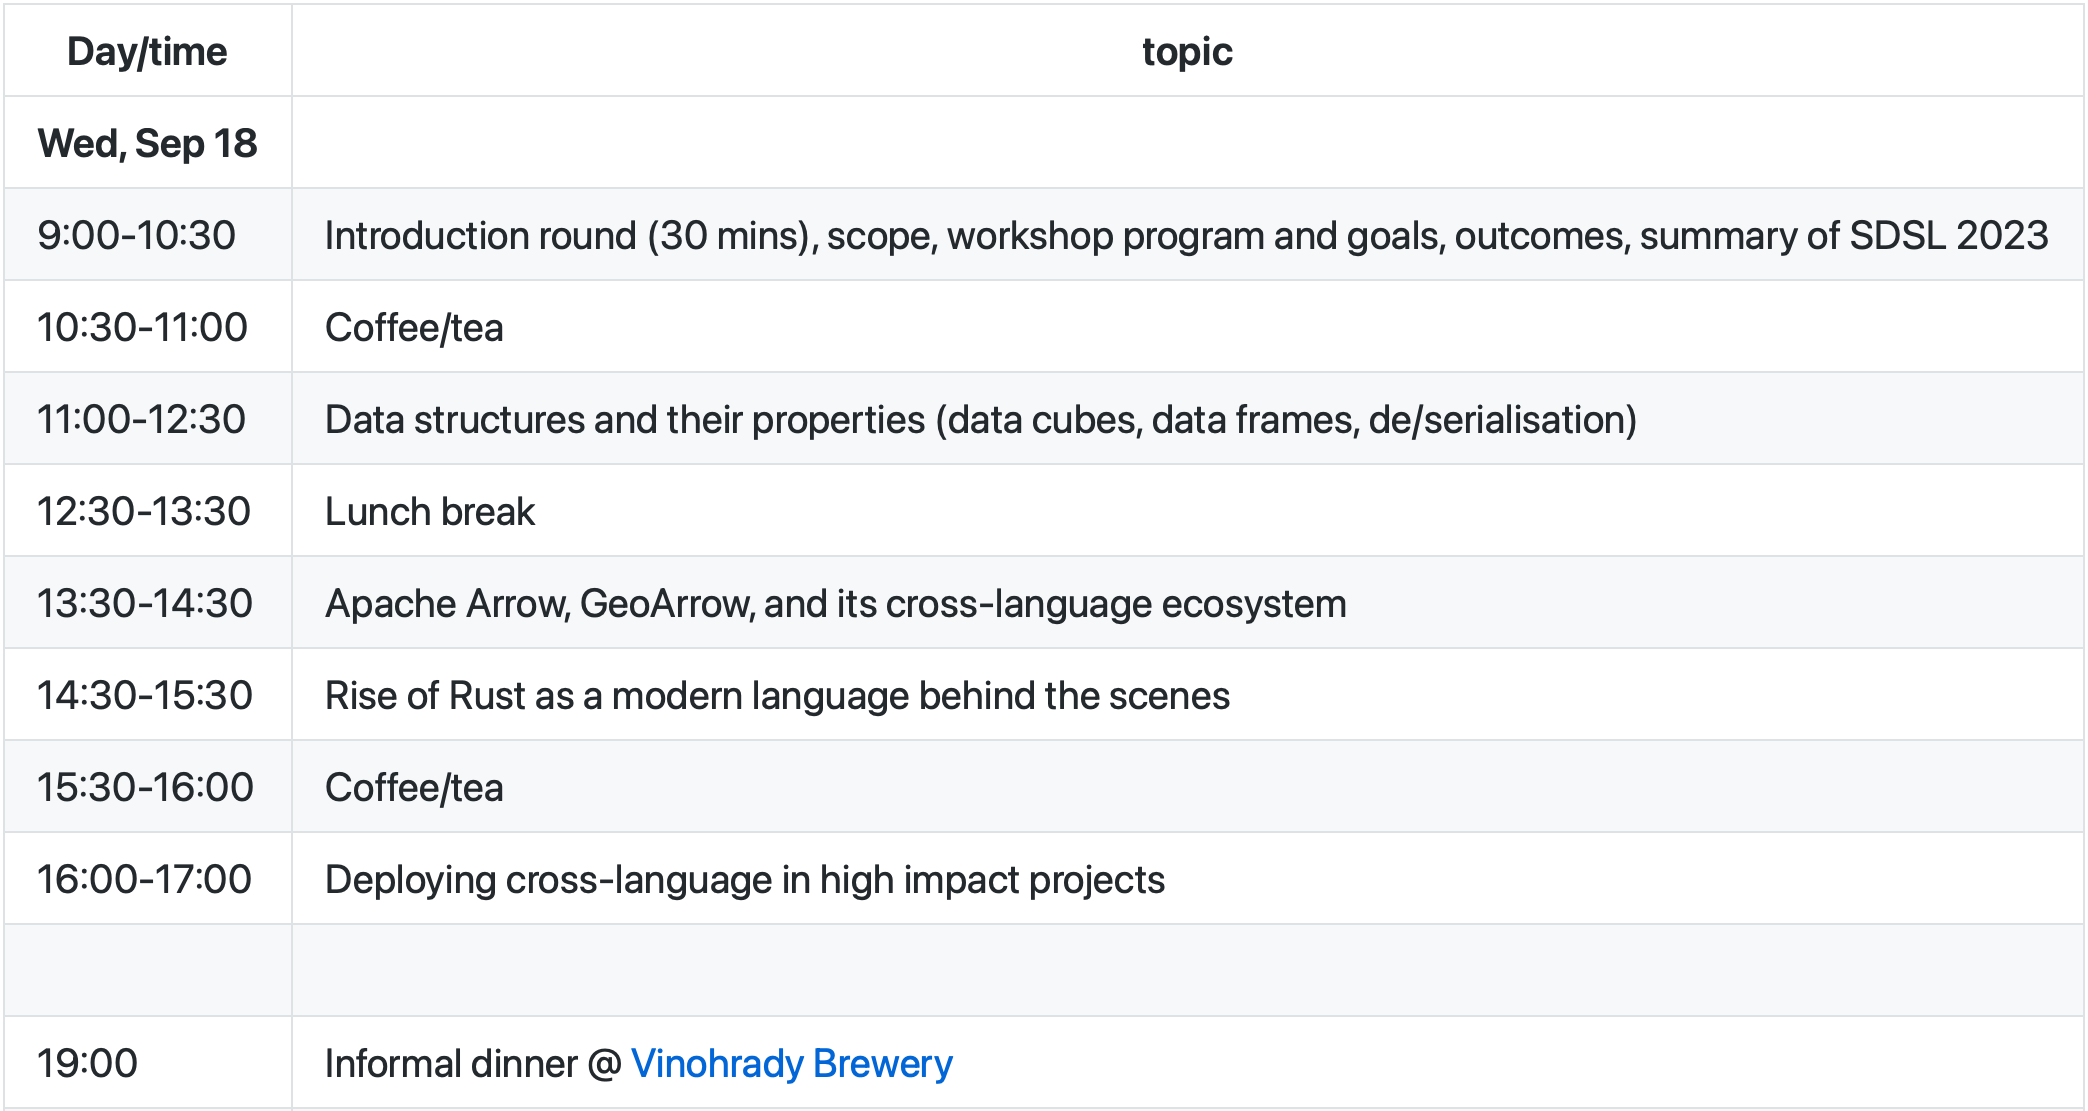 Day/time topic
Wed, Sep 18
9:00-10:30 Introduction round (30 mins), scope, workshop program and goals, outcomes, summary of SDSL 2023
10:30-11:00 Coffee/tea
11:00-12:30 Data structures and their properties (data cubes, data frames, de/serialisation)
12:30-13:30 Lunch break
13:30-14:30 Apache Arrow, GeoArrow, and its cross-language ecosystem
14:30-15:30 Rise of Rust as a modern language behind the scenes
15:30-16:00 Coffee/tea
16:00-17:00 Deploying cross-language in high impact projects
19:00 Informal dinner @ Vinohrady Brewery